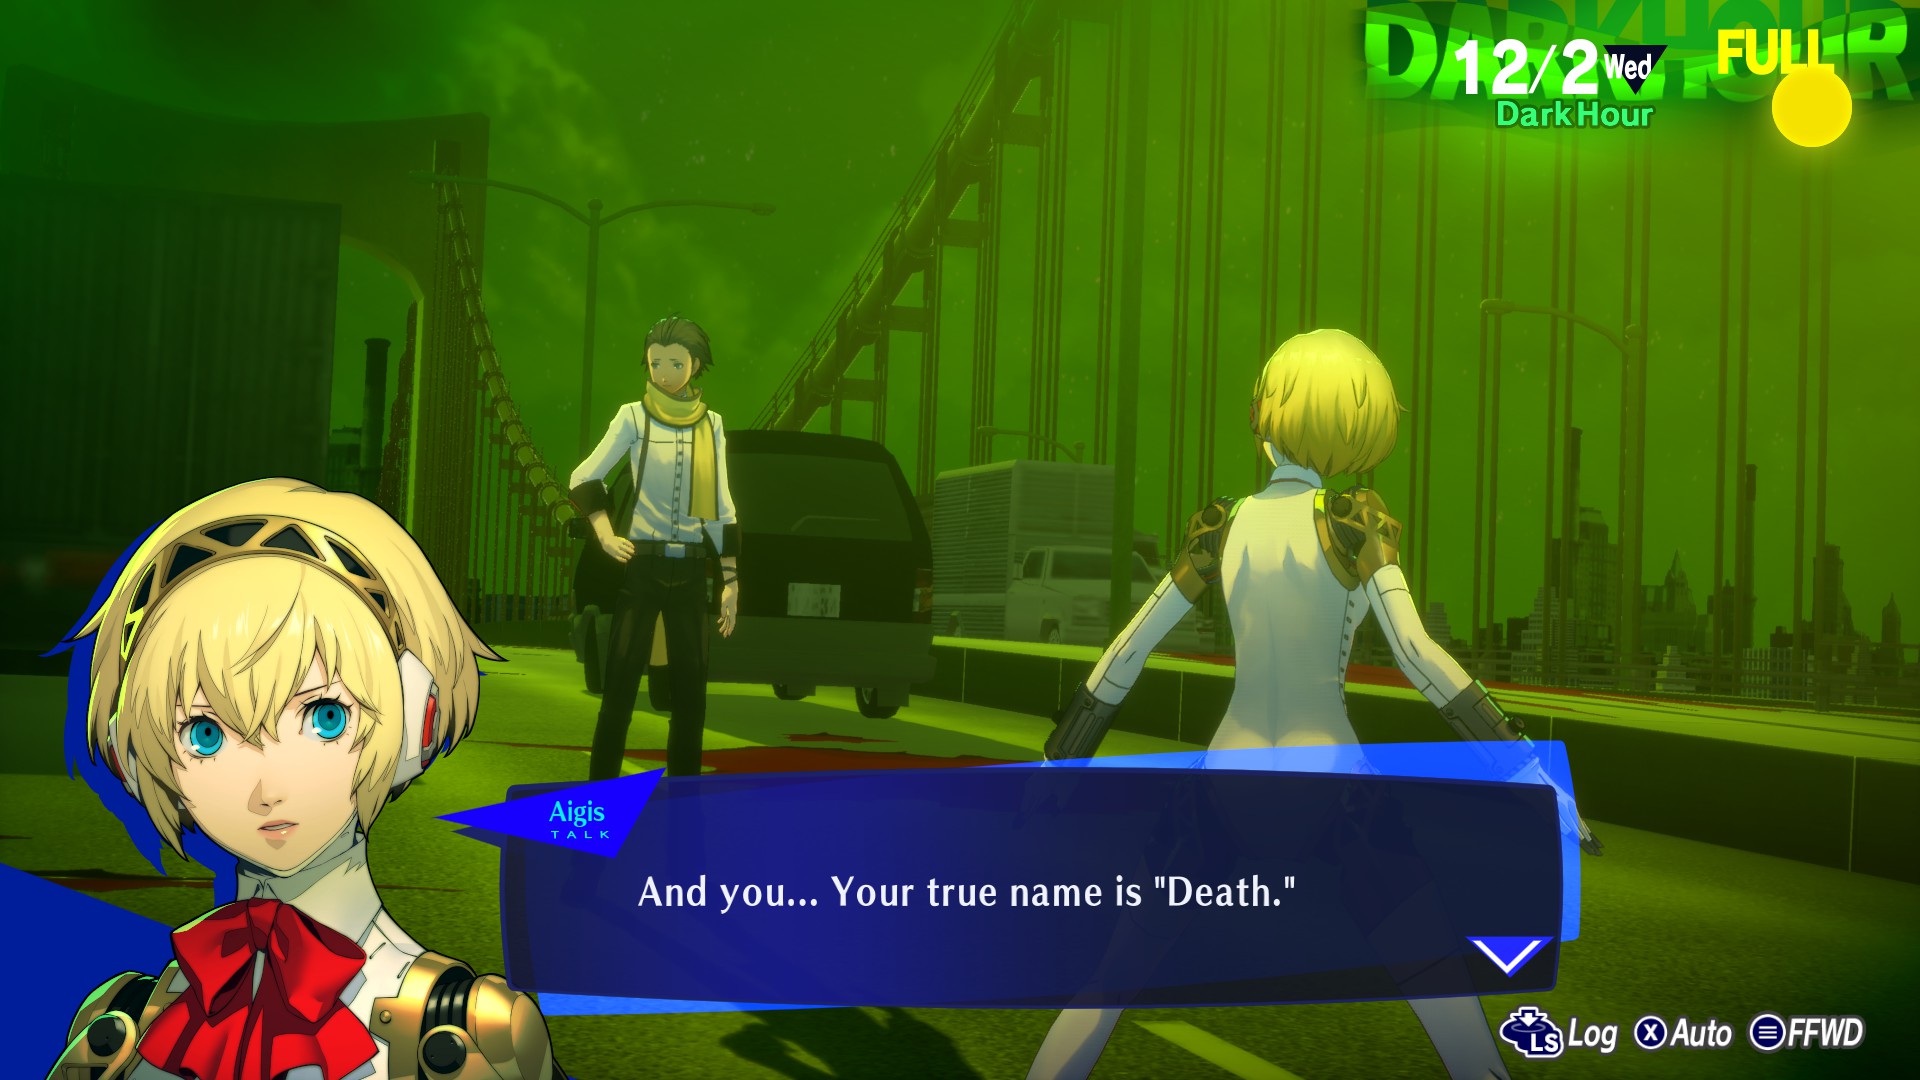 DARK HOUR
12/2 Wed
FULL
Dark Hour
Aigis
TALK
And you... Your true name is "Death."
LS Log X Auto FFWD